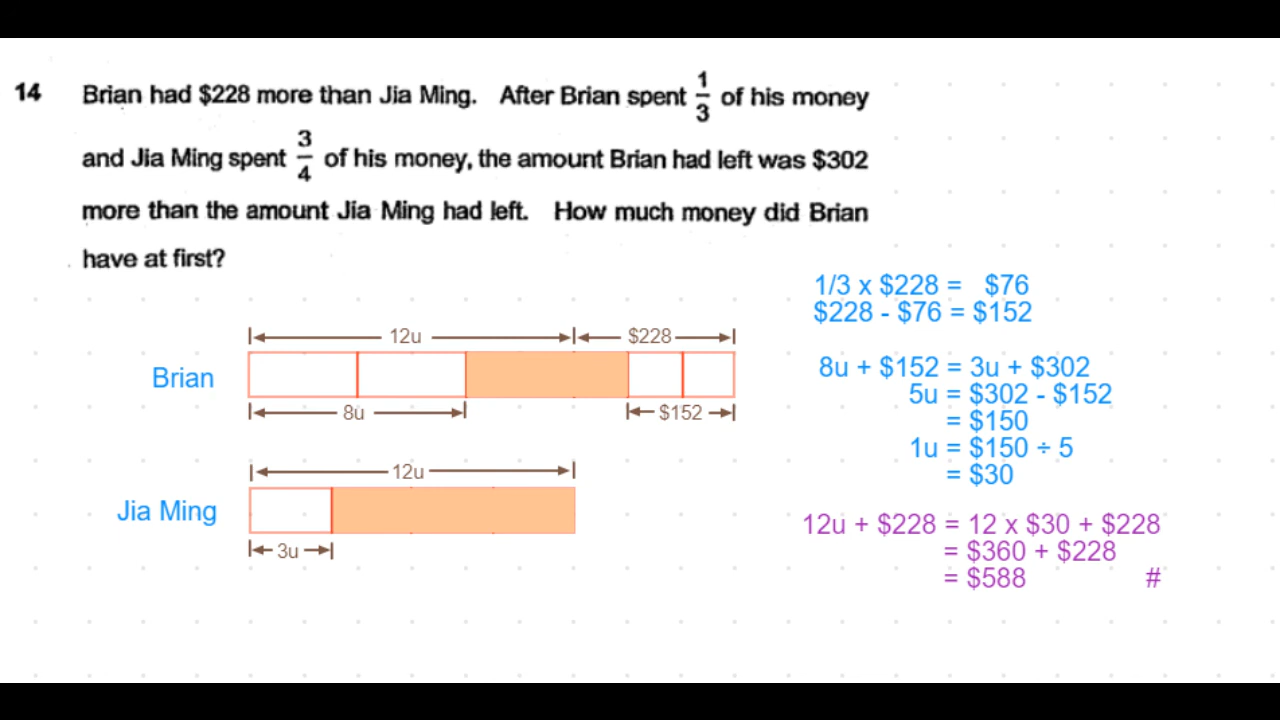 14 Brian had $228 more than Jia Ming. After Brian spent 1/3 of his money
and Jia Ming spent 3/4 of his money, the amount Brian had left was $302
more than the amount Jia Ming had left. How much money did Brian
have at first?
1/3 x $228 = $76
$228 - $76 = $152
12u $228
Brian
8u $152
8u + $152 = 3u + $302
5u = $302 - $152
= $150
1u = $150 ÷ 5
= $30
12u
Jia Ming
3u
12u + $228 = 12 x $30 + $228
= $360 + $228
= $588 #